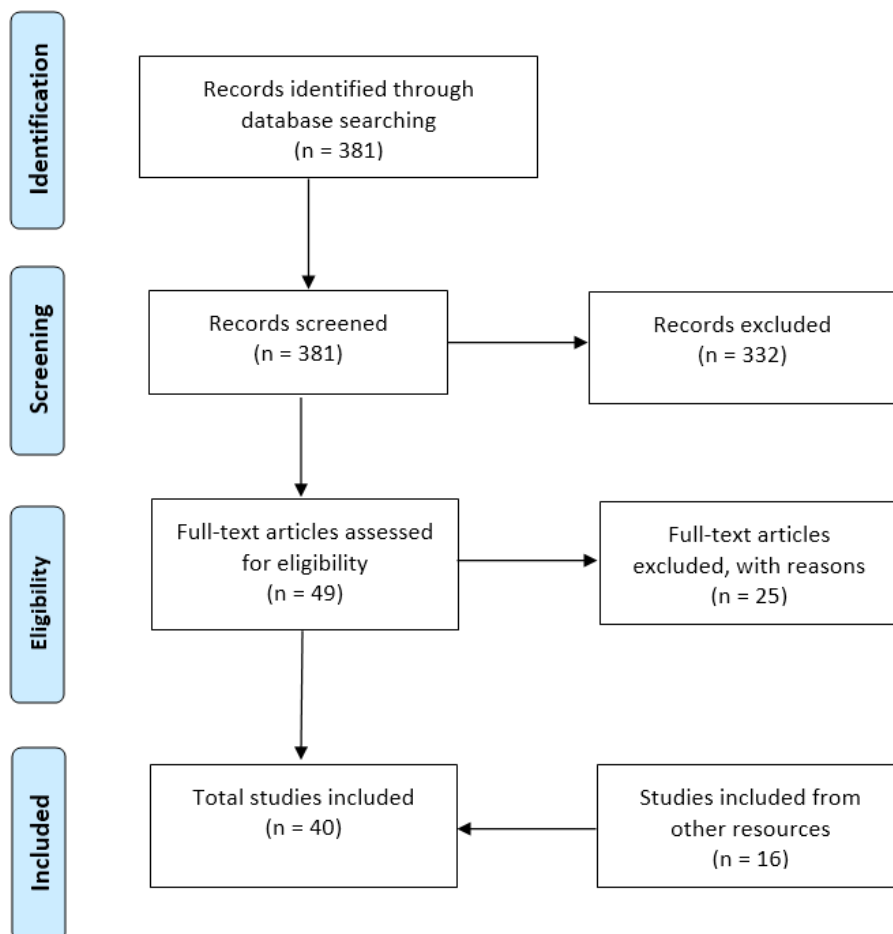 Identification
Records identified through
database searching
(n = 381)
Screening
Records screened
(n = 381)
Records excluded
(n = 332)
Eligibility
Full-text articles assessed
for eligibility
(n = 49)
Full-text articles
excluded, with reasons
(n = 25)
Included
Total studies included
(n = 40)
Studies included from
other resources
(n = 16)